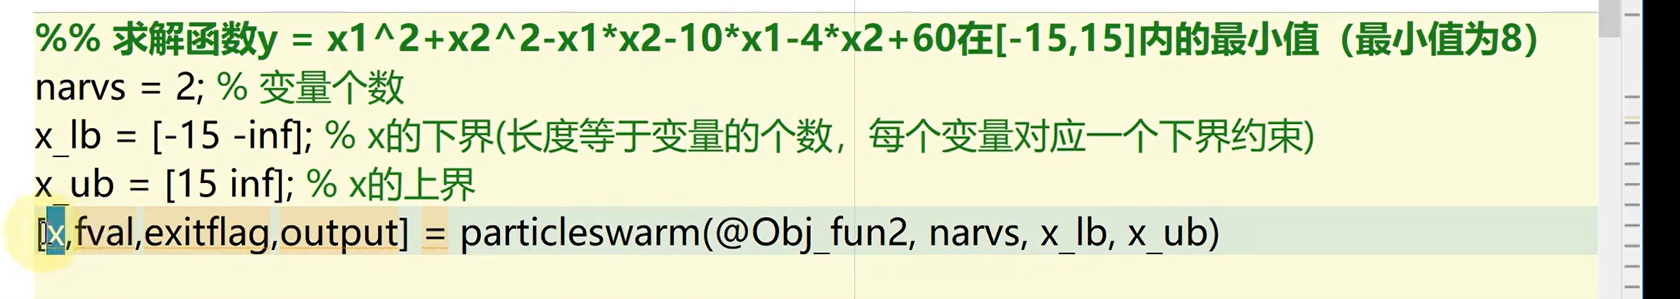 %% 求解函数y = x1^2+x2^2-x1*x2-10*x1-4*x2+60在[-15,15]内的最小值（最小值为8）
narvs = 2; % 变量个数
x_lb = [-15 -inf]; % x的下界(长度等于变量的个数，每个变量对应一个下界约束)
x_ub = [15 inf]; % x的上界
[x,fval,exitflag,output] = particleswarm(@Obj_fun2, narvs, x_lb, x_ub)